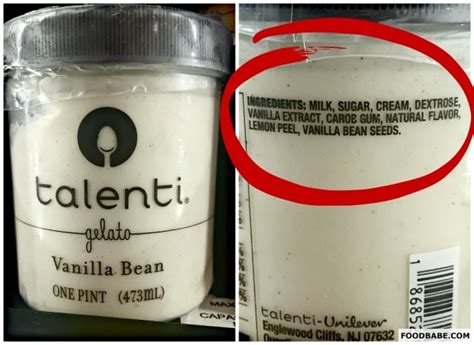 talenti.
gelato
Vanilla Bean
ONE PINT (473mL)
INGREDIENTS: MILK, SUGAR, CREAM, DEXTROSE,
VANILLA EXTRACT, CAROB GUM, NATURAL FLAVOR,
LEMON PEEL, VANILLA BEAN SEEDS.
talenti-Unilever
Englewood Cliffs, NJ 07632
FOODBABE.COM